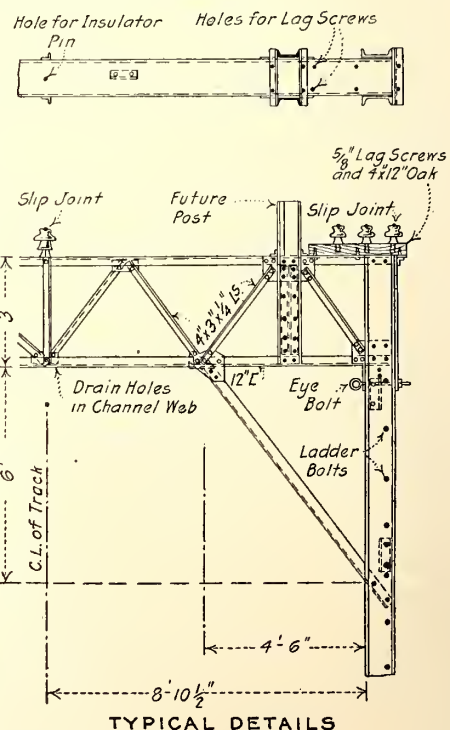 Hole for Insulator
Pin
Holes for Lag Screws
5/8" Lag Screws
and 4"x12" Oak
Slip Joint
Future
Post
Slip Joint
3'
4"x3"x1/4" Ls.
12"C
Drain Holes
in Channel Web
Eye
Bolt
Ladder
Bolts
6'
C.L. of Track
4'-6"
8'-10 1/2"
TYPICAL DETAILS